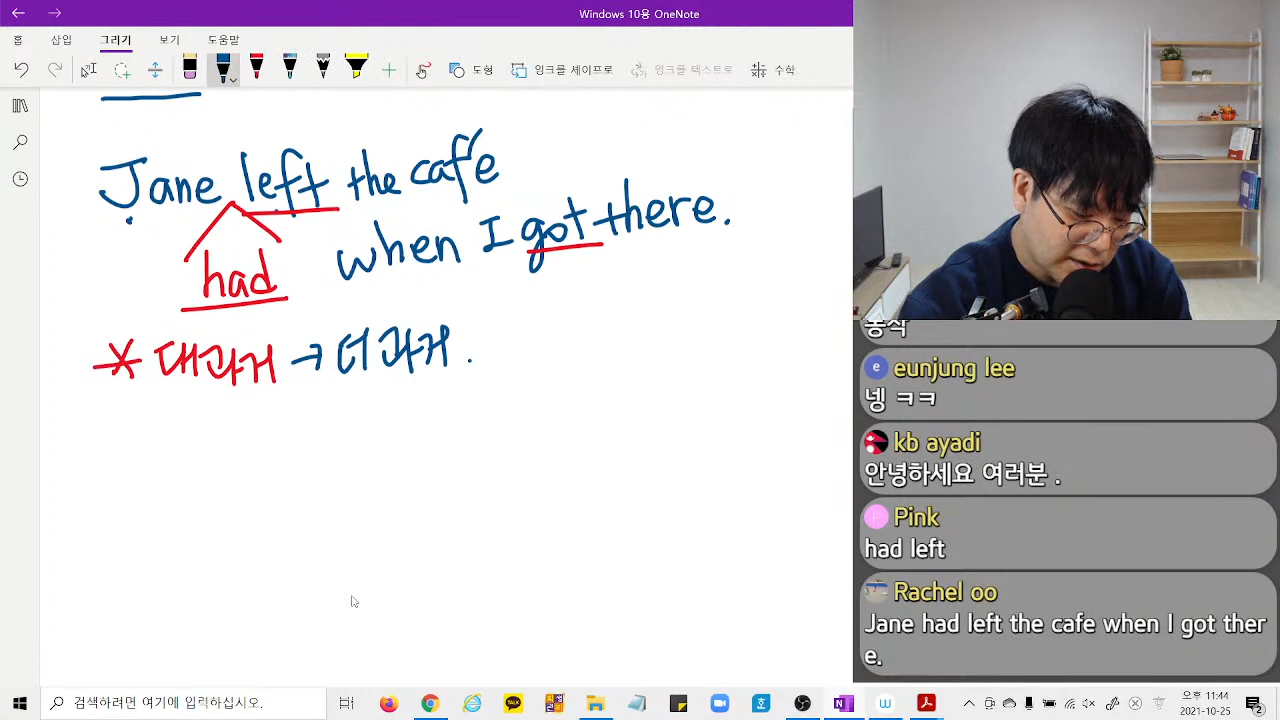 Windows 10용 OneNote
홈 삽입 그리기 보기 도움말
도형 잉크를 셰이프로 잉크를 텍스트로 수학
Jane left the café
had
when I got there.
* 대과거 → 더 과거.
동작
e eunjung lee
넹 ㅋㅋ
kb ayadi
안녕하세요 여러분 .
P Pink
had left
Rachel oo
Jane had left the cafe when I got ther
e.
검색하려면 여기에 입력하십시오.
TALK
오후 11:44
2021-10-25
2